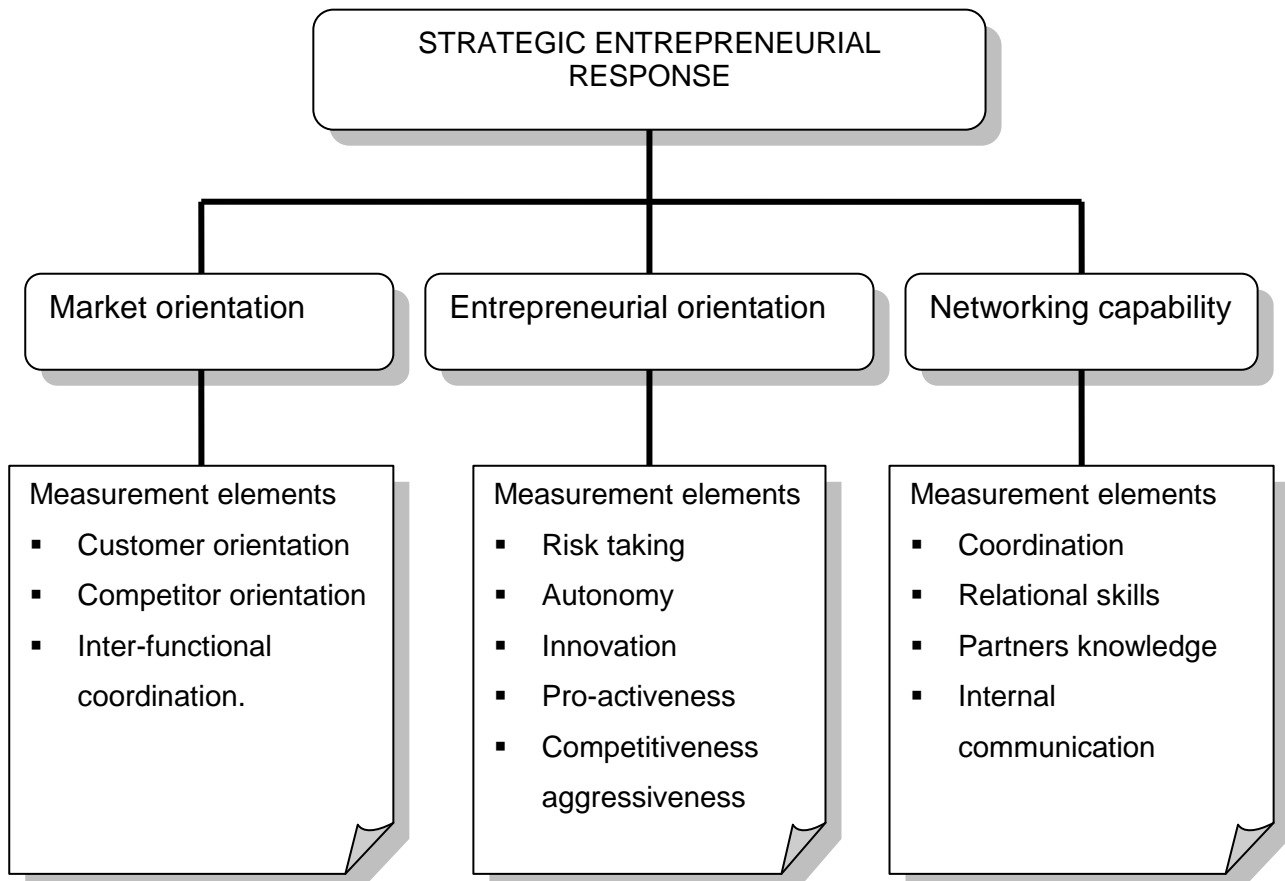 STRATEGIC ENTREPRENEURIAL
RESPONSE
Market orientation
Entrepreneurial orientation
Networking capability
Measurement elements
▪ Customer orientation
▪ Competitor orientation
▪ Inter-functional
coordination.
Measurement elements
▪ Risk taking
▪ Autonomy
▪ Innovation
▪ Pro-activeness
▪ Competitiveness
aggressiveness
Measurement elements
▪ Coordination
▪ Relational skills
▪ Partners knowledge
▪ Internal
communication